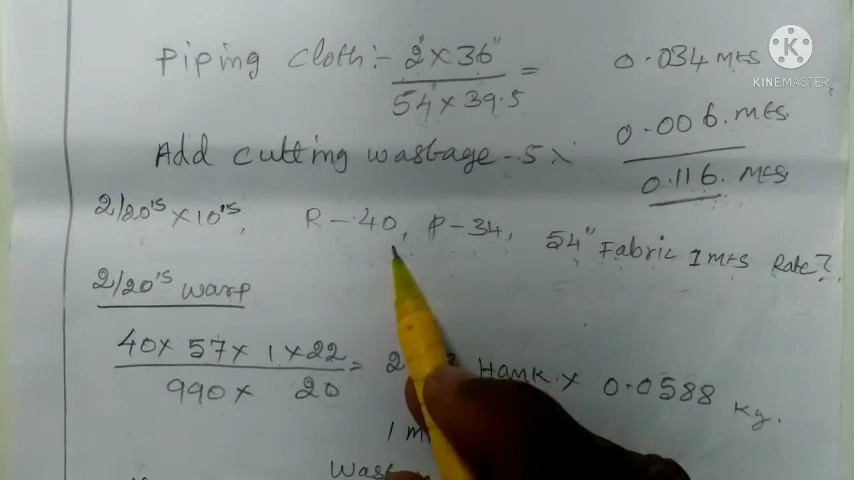 Piping cloth:- 2" x 36" / 54" x 39.5 = 0.034 Mts
0.006. Mts
Add cutting wastage - 5%
0.116. Mts
2/20'S x 10'S, R - 40, P - 34, 54" Fabric 1 Mts Rate?
2/20'S warp
40 x 57 x 1 x 22 / 990 x 20 = 2 Hank x 0.0588 Kg.
1
KINEMASTER